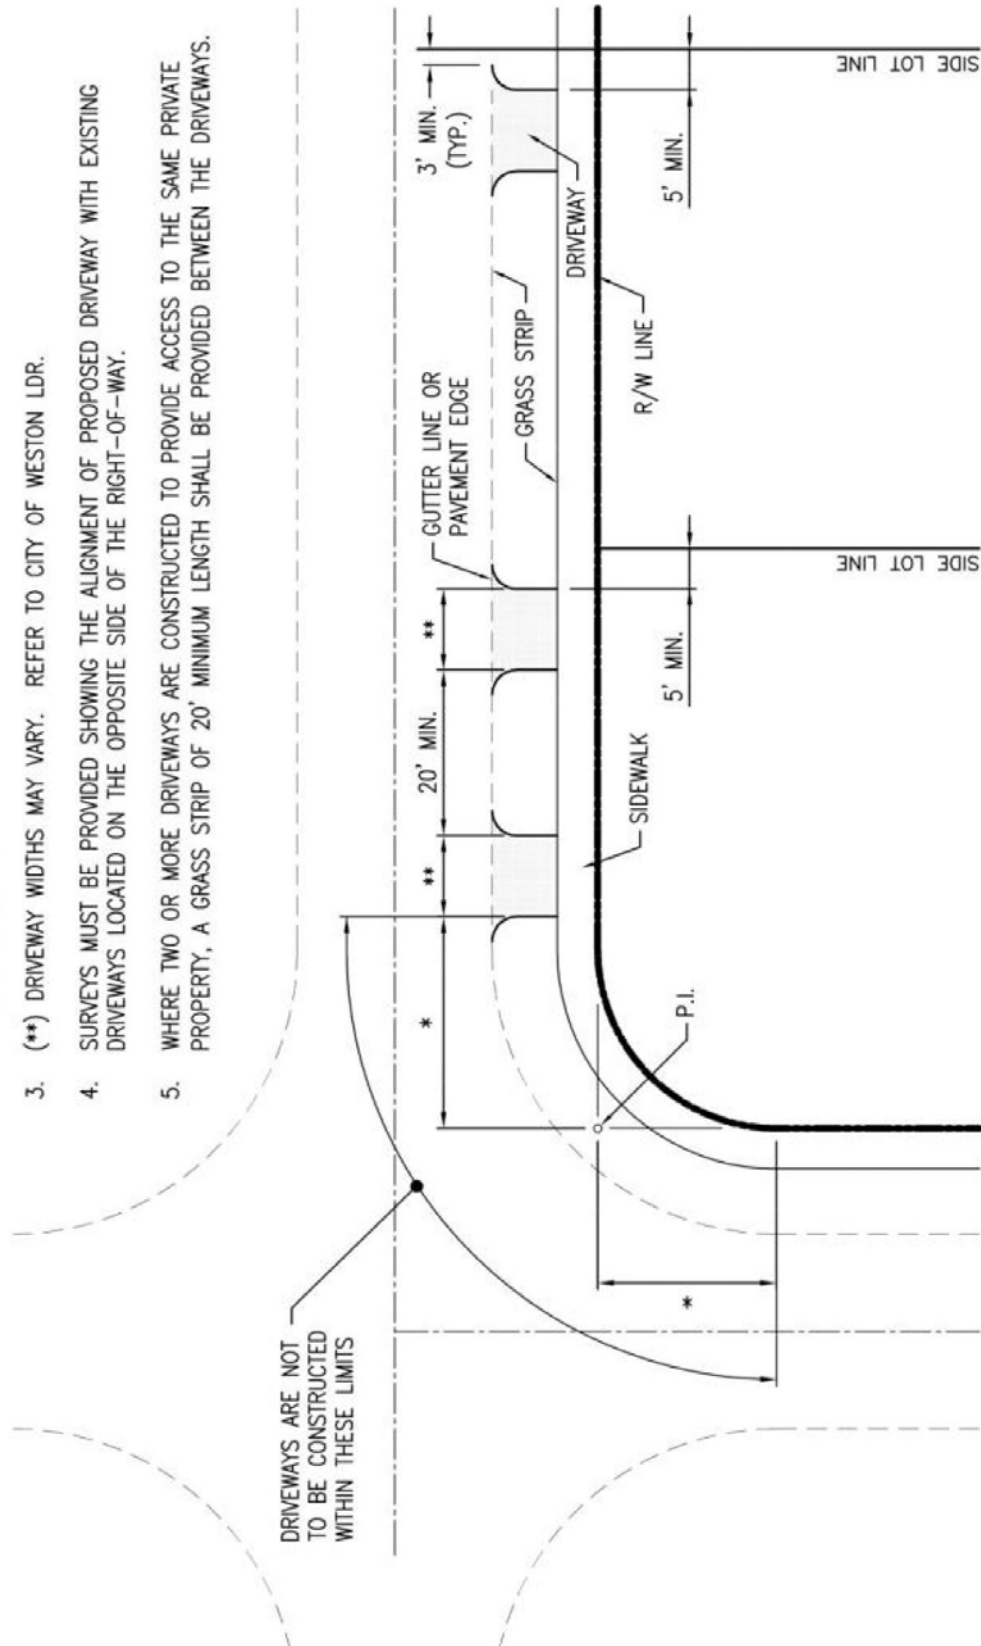 3. (**) DRIVEWAY WIDTHS MAY VARY. REFER TO CITY OF WESTON LDR.
4. SURVEYS MUST BE PROVIDED SHOWING THE ALIGNMENT OF PROPOSED DRIVEWAY WITH EXISTING
DRIVEWAYS LOCATED ON THE OPPOSITE SIDE OF THE RIGHT-OF-WAY.
5. WHERE TWO OR MORE DRIVEWAYS ARE CONSTRUCTED TO PROVIDE ACCESS TO THE SAME PRIVATE
PROPERTY, A GRASS STRIP OF 20' MINIMUM LENGTH SHALL BE PROVIDED BETWEEN THE DRIVEWAYS.
DRIVEWAYS ARE NOT
TO BE CONSTRUCTED
WITHIN THESE LIMITS
*
**
20' MIN.
**
GUTTER LINE OR
PAVEMENT EDGE
3' MIN.
(TYP.)
GRASS STRIP
DRIVEWAY
R/W LINE
SIDEWALK
P.I.
*
5' MIN.
5' MIN.
SIDE LOT LINE
SIDE LOT LINE